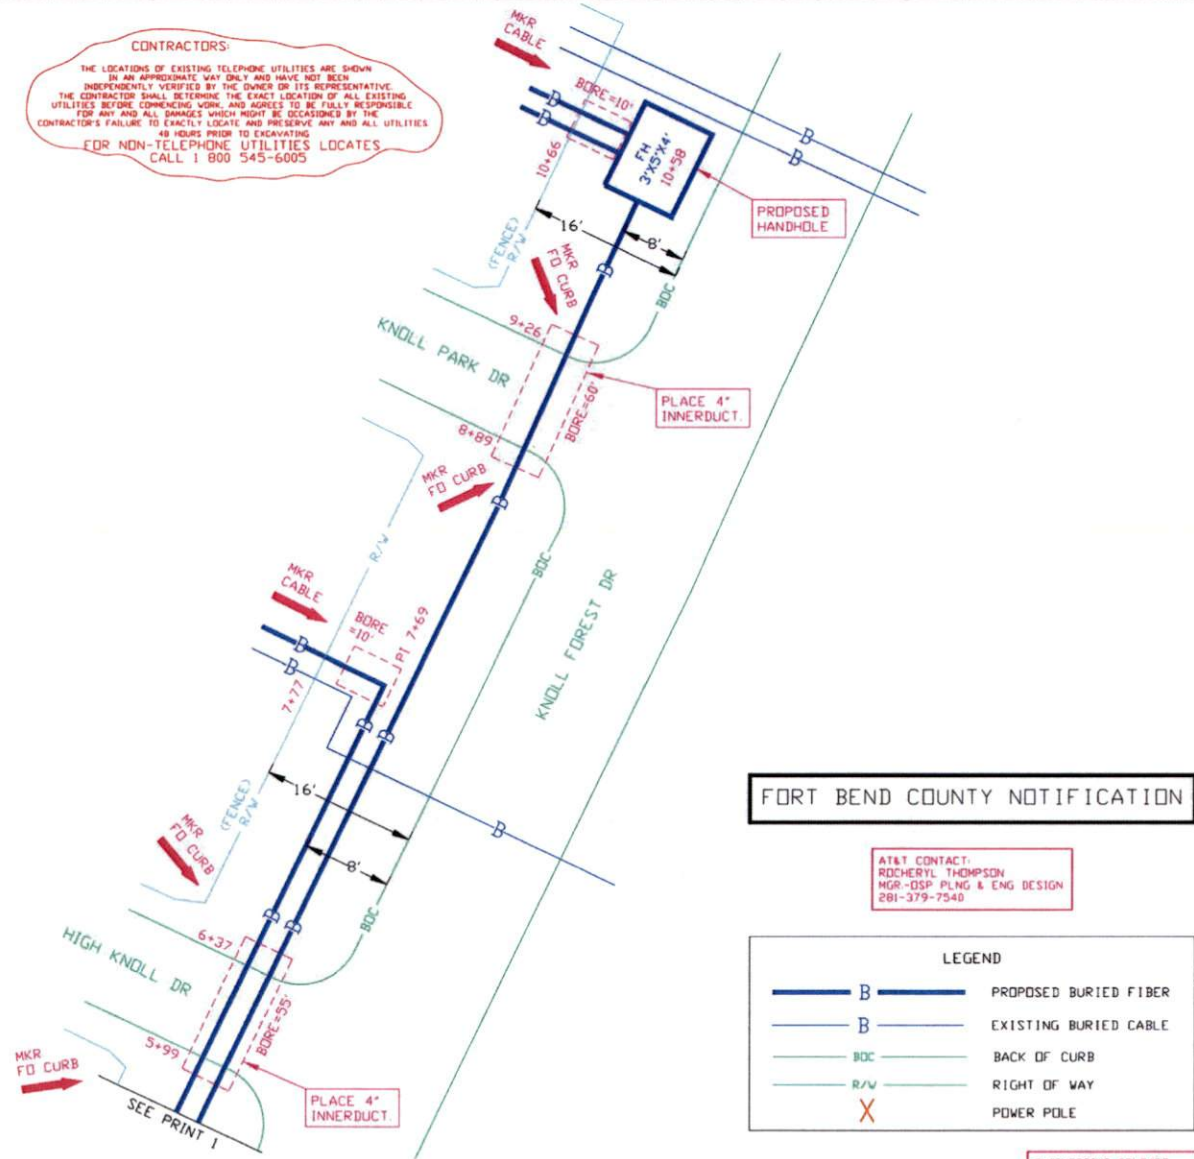 CONTRACTORS:
THE LOCATIONS OF EXISTING TELEPHONE UTILITIES ARE SHOWN
IN AN APPROXIMATE WAY ONLY AND HAVE NOT BEEN
INDEPENDENTLY VERIFIED BY THE OWNER OR ITS REPRESENTATIVE.
THE CONTRACTOR SHALL DETERMINE THE EXACT LOCATION OF ALL EXISTING
UTILITIES BEFORE COMMENCING WORK, AND AGREES TO BE FULLY RESPONSIBLE
FOR ANY AND ALL DAMAGES WHICH MIGHT BE OCCASIONED BY THE
CONTRACTOR'S FAILURE TO EXACTLY LOCATE AND PRESERVE ANY AND ALL UTILITIES
48 HOURS PRIOR TO EXCAVATING
FOR NON-TELEPHONE UTILITIES LOCATES
CALL 1 800 545-6005
MKR
CABLE
BORE=10'
B
B
B
B
FH
3'X5'X4'
10+58
10+66
PROPOSED
HANDHOLE
16'
8'
(FENCE)
R/W
MKR
FO CURB
B
BOC
9+26
KNOLL PARK DR
PLACE 4"
INNERDUCT.
BORE=60'
8+89
MKR
FO CURB
B
R/W
BOC
KNOLL FOREST DR
MKR
CABLE
BORE
=10'
PI 7+69
B
B
7+77
B
B
16'
(FENCE)
R/W
B
8'
MKR
FO CURB
B
B
BOC
6+37
HIGH KNOLL DR
BORE=55'
5+99
MKR
FO CURB
PLACE 4"
INNERDUCT.
SEE PRINT 1
FORT BEND COUNTY NOTIFICATION
AT&T CONTACT:
ROCHERYL THOMPSON
MGR.-OSP PLNG & ENG DESIGN
281-379-7540
LEGEND
B PROPOSED BURIED FIBER
B EXISTING BURIED CABLE
BOC BACK OF CURB
R/W RIGHT OF WAY
X POWER POLE